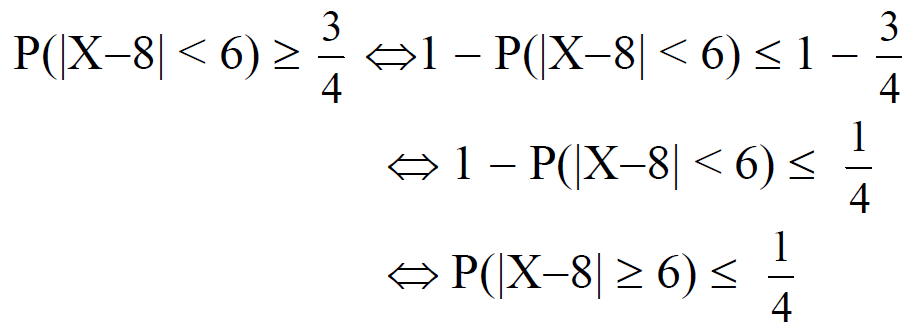 P(|X−8| < 6) ≥ 3/4 ⇔1 − P(|X−8| < 6) ≤ 1 − 3/4
⇔ 1 − P(|X−8| < 6) ≤ 1/4
⇔ P(|X−8| ≥ 6) ≤ 1/4